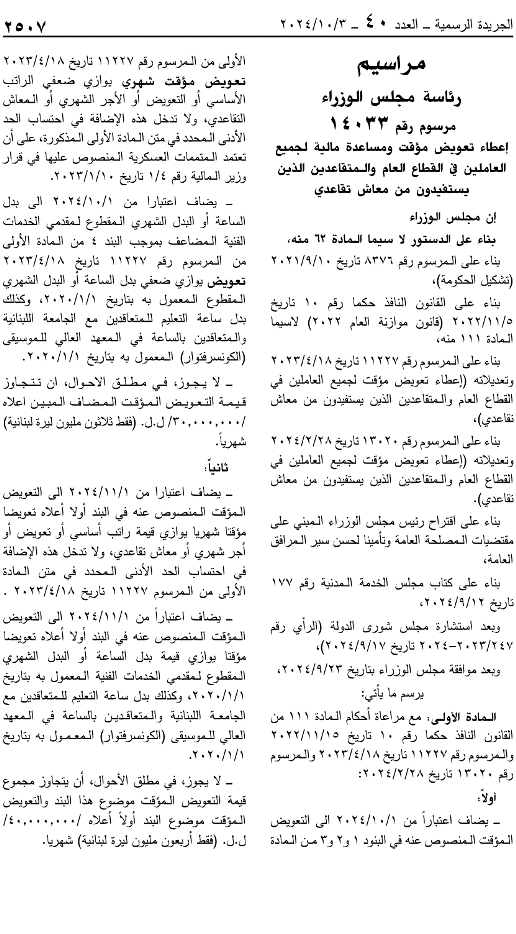 الجريدة الرسمية ــ العدد ٤٠ ــ ٢٠٢٤/١٠/٣
٢٥٠٧
مراسيم
رئاسة مجلس الوزراء
مرسوم رقم ١٤٠٣٣
إعطاء تعويض مؤقت ومساعدة مالية لجميع
العاملين في القطاع العام والمتقاعدين الذين
يستفيدون من معاش تقاعدي
إن مجلس الوزراء
بناء على الدستور لا سيما المادة ٦٢ منه،
بناء على المرسوم رقم ٨٣٧٦ تاريخ ٢٠٢١/٩/١٠
(تشكيل الحكومة)،
بناء على القانون النافذ حكما رقم ١٠ تاريخ
٢٠٢٢/١١/٥ (قانون موازنة العام ٢٠٢٢) لاسيما
المادة ١١١ منه،
بناء على المرسوم رقم ١١٢٢٧ تاريخ ٢٠٢٣/٤/١٨
وتعديلاته (إعطاء تعويض مؤقت لجميع العاملين في
القطاع العام والمتقاعدين الذين يستفيدون من معاش
تقاعدي)،
بناء على المرسوم رقم ١٣٠٢٠ تاريخ ٢٠٢٤/٢/٢٨
وتعديلاته (إعطاء تعويض مؤقت لجميع العاملين في
القطاع العام والمتقاعدين الذين يستفيدون من معاش
تقاعدي).
بناء على اقتراح رئيس مجلس الوزراء المبني على
مقتضيات المصلحة العامة وتأمينا لحسن سير المرافق
العامة،
بناء على كتاب مجلس الخدمة المدنية رقم ١٧٧
تاريخ ٢٠٢٤/٩/١٢،
وبعد استشارة مجلس شورى الدولة (الرأي رقم
٢٠٢٣/٢٤٧-٢٠٢٤ تاريخ ٢٠٢٤/٩/١٧)،
وبعد موافقة مجلس الوزراء بتاريخ ٢٠٢٤/٩/٢٣،
يرسم ما يأتي:
المادة الأولى: مع مراعاة أحكام المادة ١١١ من
القانون النافذ حكما رقم ١٠ تاريخ ٢٠٢٢/١١/١٥
والمرسوم رقم ١١٢٢٧ تاريخ ٢٠٢٣/٤/١٨ والمرسوم
رقم ١٣٠٢٠ تاريخ ٢٠٢٤/٢/٢٨:
أولاً:
ــ يضاف اعتباراً من ٢٠٢٤/١٠/١ الى التعويض
المؤقت المنصوص عنه في البنود ١ و٢ و٣ من المادة
الأولى من المرسوم رقم ١١٢٢٧ تاريخ ٢٠٢٣/٤/١٨
تعويض مؤقت شهري يوازي ضعفي الراتب
الأساسي أو التعويض أو الأجر الشهري أو المعاش
التقاعدي، ولا تدخل هذه الإضافة في احتساب الحد
الأدنى المحدد في متن المادة الأولى المذكورة، على أن
تعتمد المتممات العسكرية المنصوص عليها في قرار
وزير المالية رقم ١/٤ تاريخ ٢٠٢٣/١/١٠.
ــ يضاف اعتبارا من ٢٠٢٤/١٠/١ الى بدل
الساعة أو البدل الشهري المقطوع لمقدمي الخدمات
الفنية المضاعف بموجب البند ٤ من المادة الأولى
من المرسوم رقم ١١٢٢٧ تاريخ ٢٠٢٣/٤/١٨
تعويض يوازي ضعفي بدل الساعة أو البدل الشهري
المقطوع المعمول به بتاريخ ٢٠٢٠/١/١، وكذلك
بدل ساعة التعليم للمتعاقدين مع الجامعة اللبنانية
والمتعاقدين بالساعة في المعهد العالي للموسيقى
(الكونسرفتوار) المعمول به بتاريخ ٢٠٢٠/١/١.
ــ لا يجوز، في مطلق الاحوال، ان تتجاوز
قيمة التعويض المؤقت المضاف المبين اعلاه
/٣٠,٠٠٠,٠٠٠/ ل.ل. (فقط ثلاثون مليون ليرة لبنانية)
شهرياً.
ثانياً:
ــ يضاف اعتبارا من ٢٠٢٤/١١/١ الى التعويض
المؤقت المنصوص عنه في البند أولا أعلاه تعويضا
مؤقتا شهريا يوازي قيمة راتب أساسي أو تعويض أو
أجر شهري أو معاش تقاعدي، ولا تدخل هذه الإضافة
في احتساب الحد الأدنى المحدد في متن المادة
الأولى من المرسوم ١١٢٢٧ تاريخ ٢٠٢٣/٤/١٨ .
ــ يضاف اعتباراً من ٢٠٢٤/١١/١ الى التعويض
المؤقت المنصوص عنه في البند أولا أعلاه تعويضا
مؤقتا يوازي قيمة بدل الساعة أو البدل الشهري
المقطوع لمقدمي الخدمات الفنية المعمول به بتاريخ
٢٠٢٠/١/١، وكذلك بدل ساعة التعليم للمتعاقدين مع
الجامعة اللبنانية والمتعاقدين بالساعة في المعهد
العالي للموسيقى (الكونسرفتوار) المعمول به بتاريخ
٢٠٢٠/١/١.
ــ لا يجوز، في مطلق الأحوال، أن يتجاوز مجموع
قيمة التعويض المؤقت موضوع هذا البند والتعويض
المؤقت موضوع البند أولاً أعلاه /٤٠,٠٠٠,٠٠٠/
ل.ل. (فقط أربعون مليون ليرة لبنانية) شهريا.